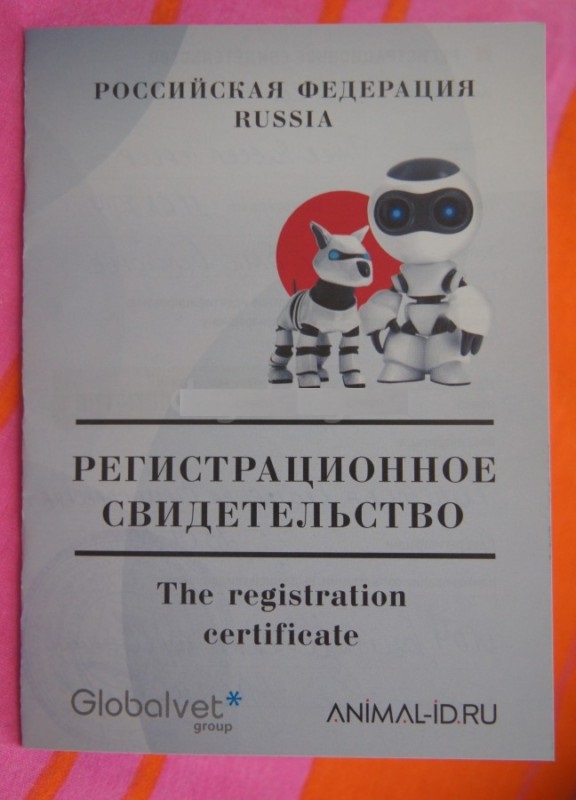 РОССИЙСКАЯ ФЕДЕРАЦИЯ
RUSSIA
РЕГИСТРАЦИОННОЕ
СВИДЕТЕЛЬСТВО
The registration
certificate
Globalvet*
group
ANIMAL-ID.RU